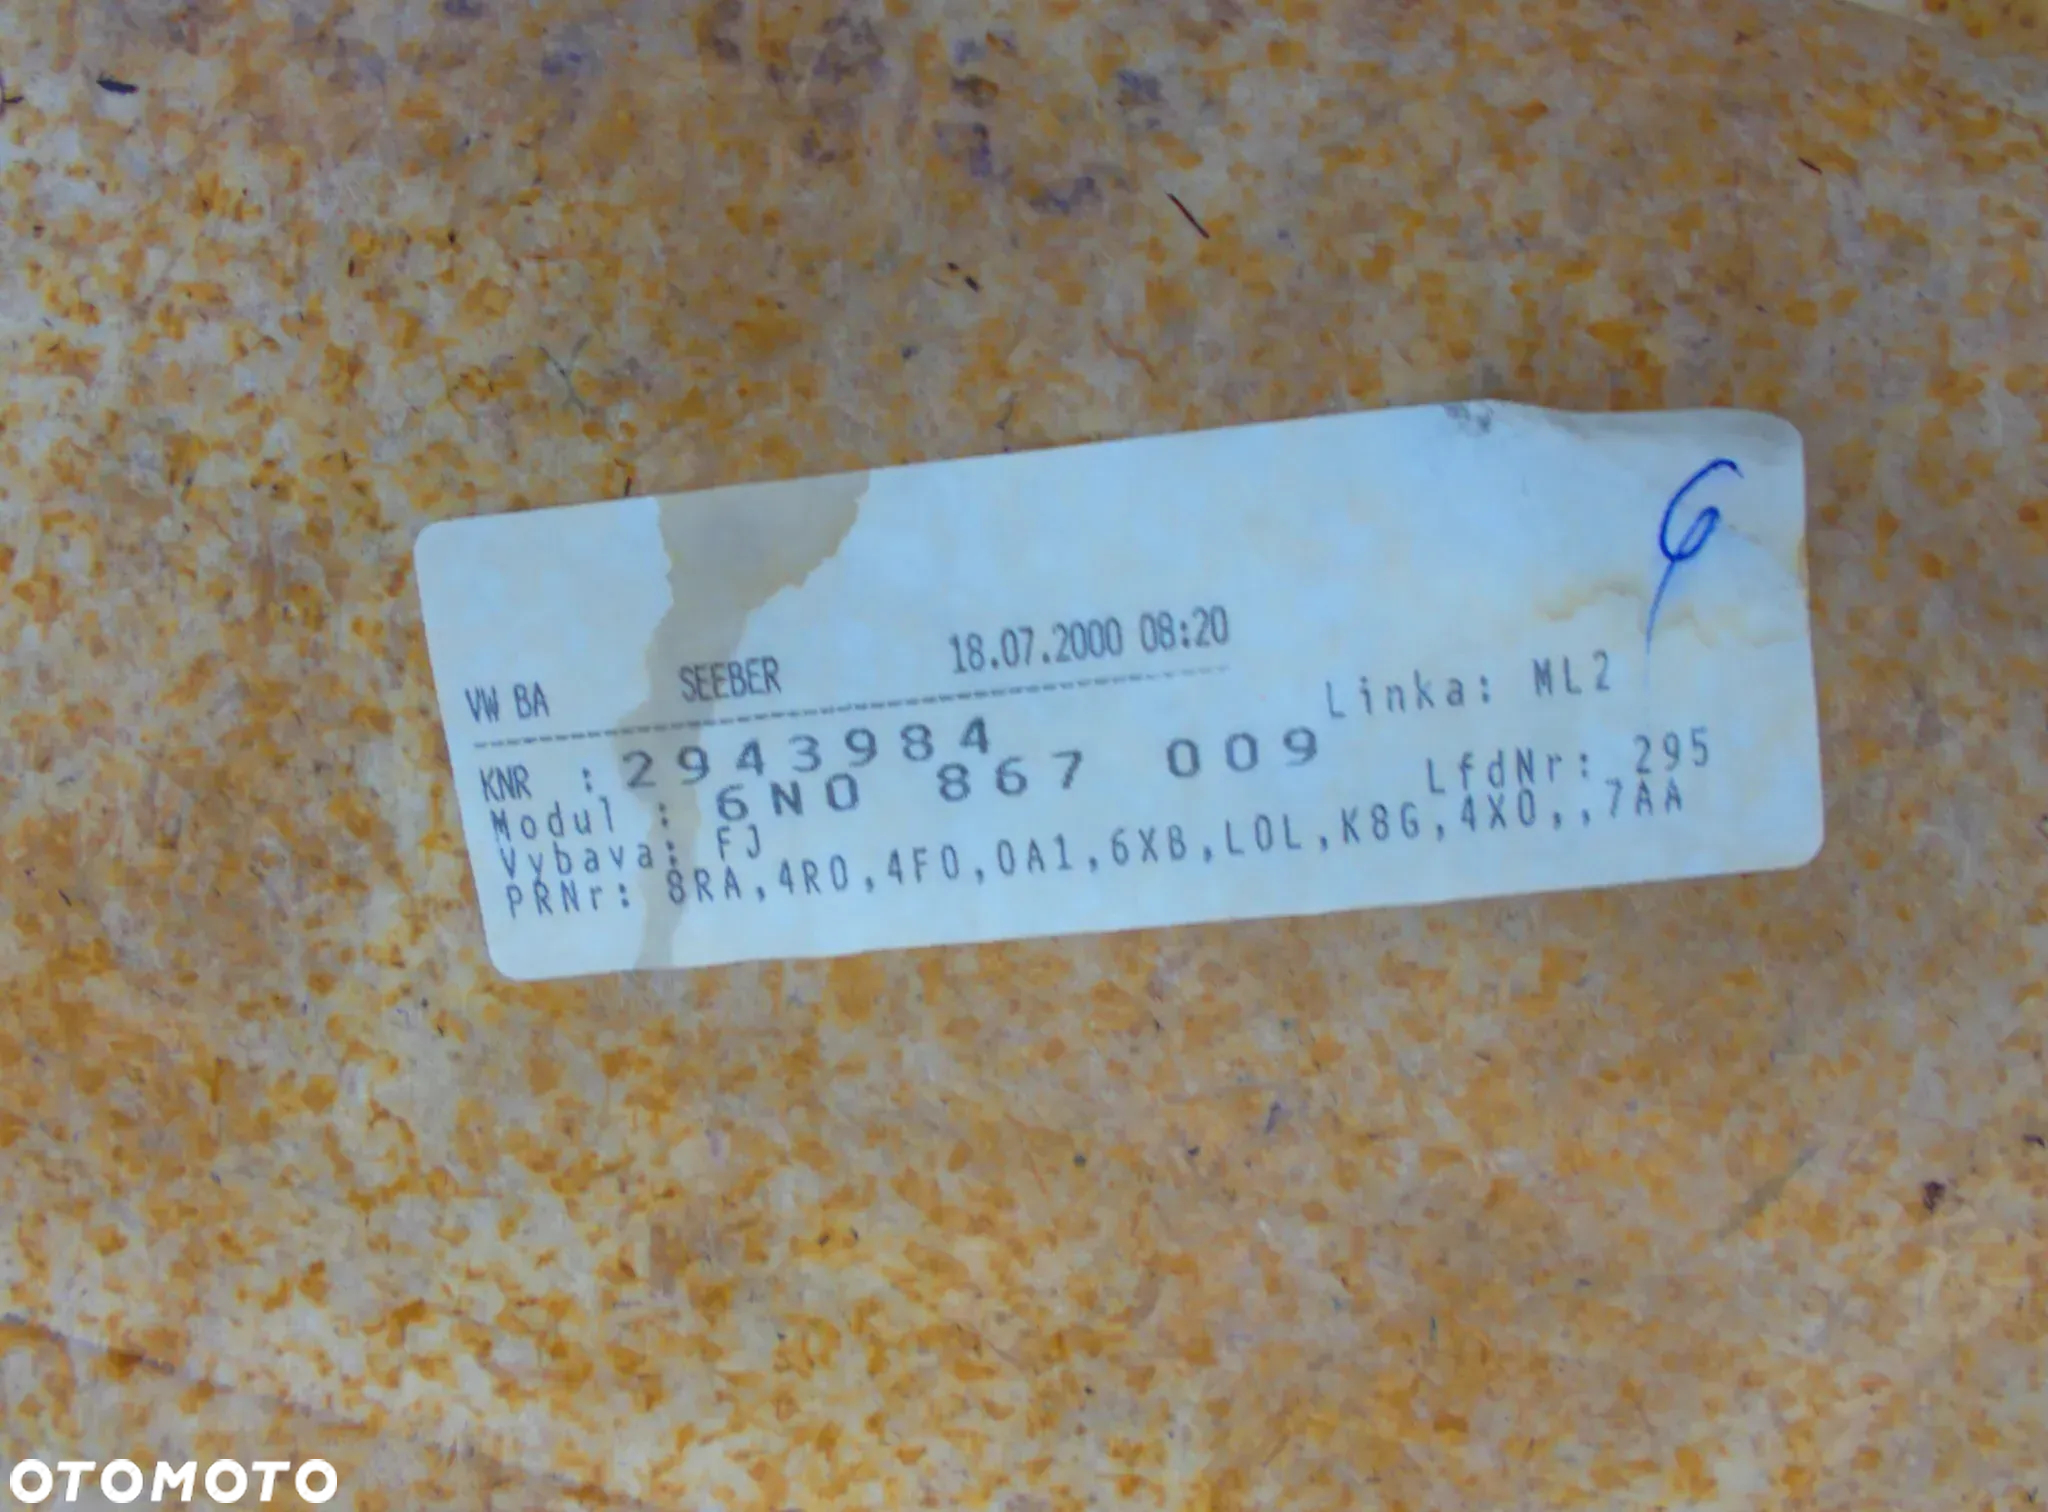 6
VW BA SEEBER 18.07.2000 08:20
Linka: ML2
KNR : 2943984
Modul : 6N0 867 009 LfdNr: 295
Vybava: FJ
PRNr: 8RA,4R0,4F0,0A1,6XB,L0L,K8G,4X0,,7AA
OTOMOTO